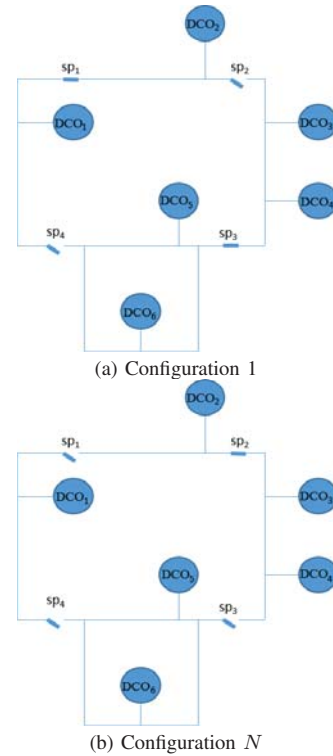 DCO₂
sp₁
sp₂
DCO₁
DCO₃
DCO₅
DCO₄
sp₄
sp₃
DCO₆
(a) Configuration 1
DCO₂
sp₁
sp₂
DCO₁
DCO₃
DCO₅
DCO₄
sp₄
sp₃
DCO₆
(b) Configuration N